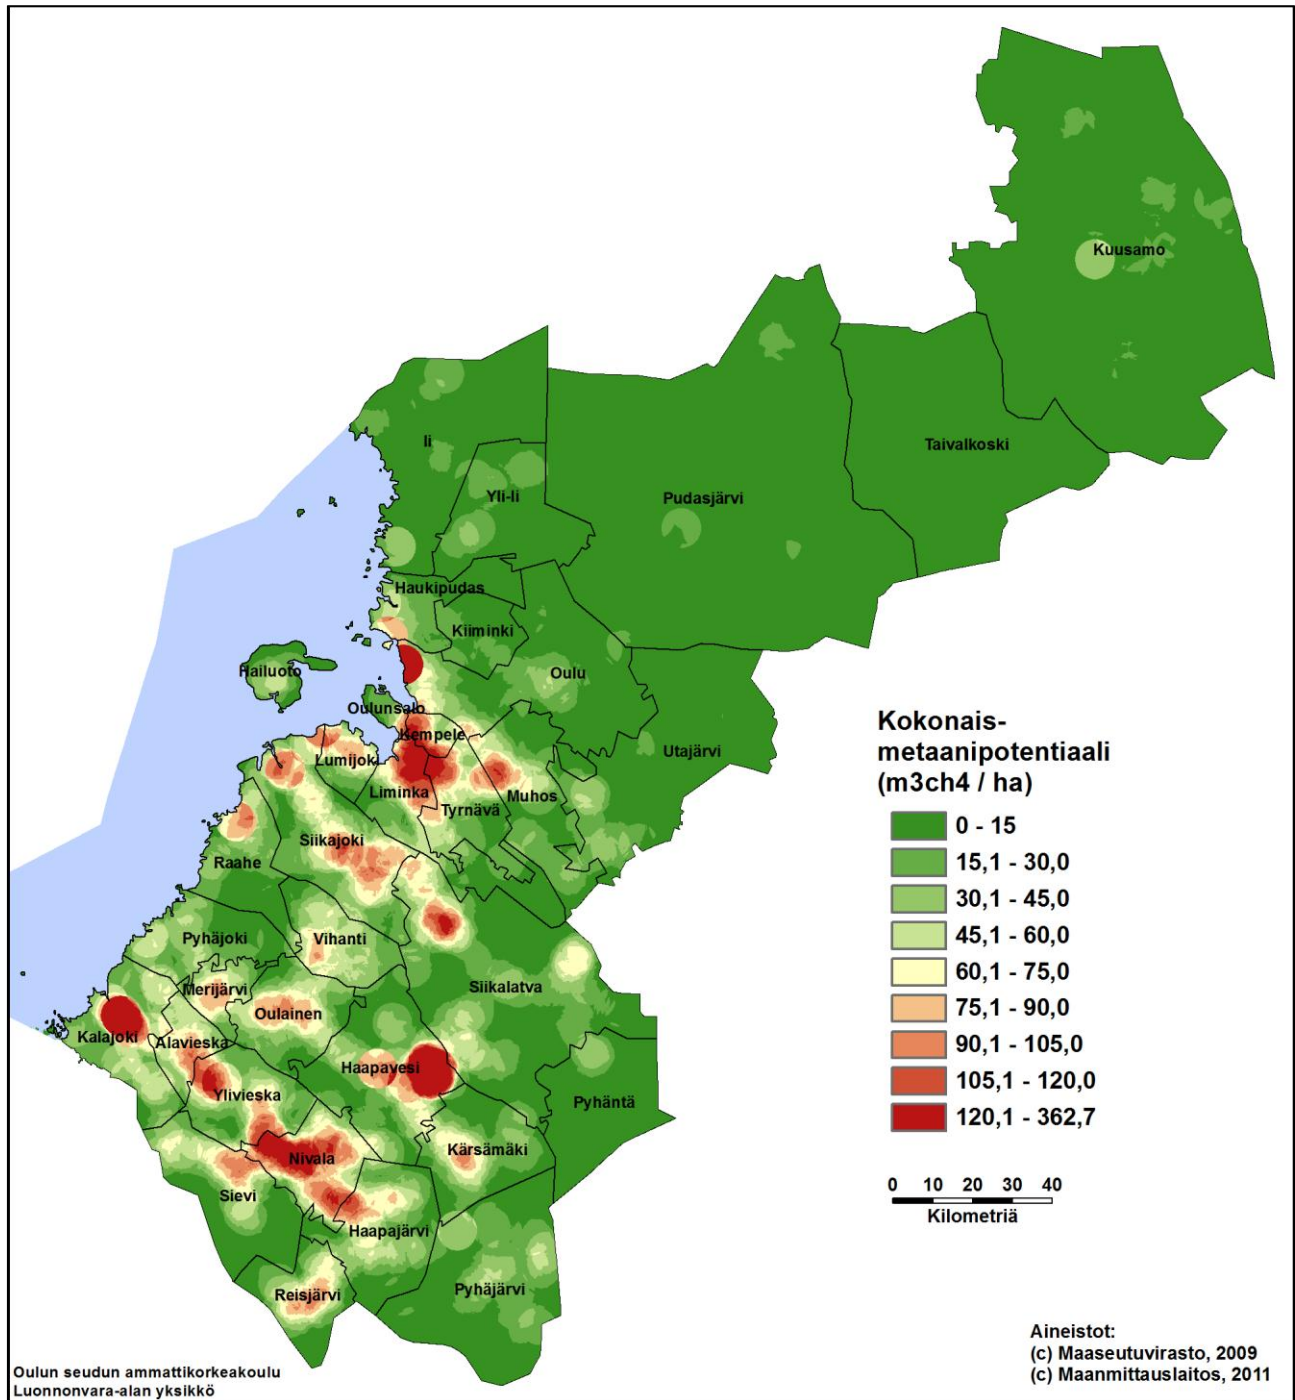 Kuusamo
Taivalkoski
Ii
Yli-Ii
Pudasjärvi
Haukipudas
Kiiminki
Oulu
Hailuoto
Oulunsalo
Kempele
Utajärvi
Lumijoki
Liminka
Tyrnävä
Muhos
Siikajoki
Raahe
Pyhäjoki
Vihanti
Siikalatva
Merijärvi
Oulainen
Kalajoki
Alavieska
Haapavesi
Ylivieska
Pyhäntä
Kärsämäki
Nivala
Sievi
Haapajärvi
Reisjärvi
Pyhäjärvi
Kokonais-
metaanipotentiaali
(m3ch4 / ha)
0 - 15
15,1 - 30,0
30,1 - 45,0
45,1 - 60,0
60,1 - 75,0
75,1 - 90,0
90,1 - 105,0
105,1 - 120,0
120,1 - 362,7
0 10 20 30 40
Kilometriä
Aineistot:
(c) Maaseutuvirasto, 2009
(c) Maanmittauslaitos, 2011
Oulun seudun ammattikorkeakoulu
Luonnonvara-alan yksikkö